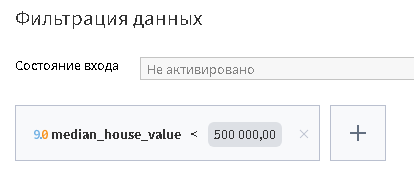 Фильтрация данных
Состояние входа Не активировано
9.0 median_house_value < 500 000,00 × +